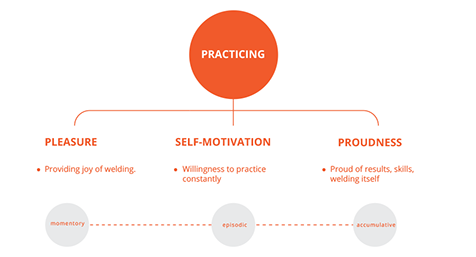 PRACTICING
PLEASURE
SELF-MOTIVATION
PROUDNESS
• Providing joy of welding.
• Willingness to practice
constantly
• Proud of results, skills,
welding itself
momentory
episodic
accumulative